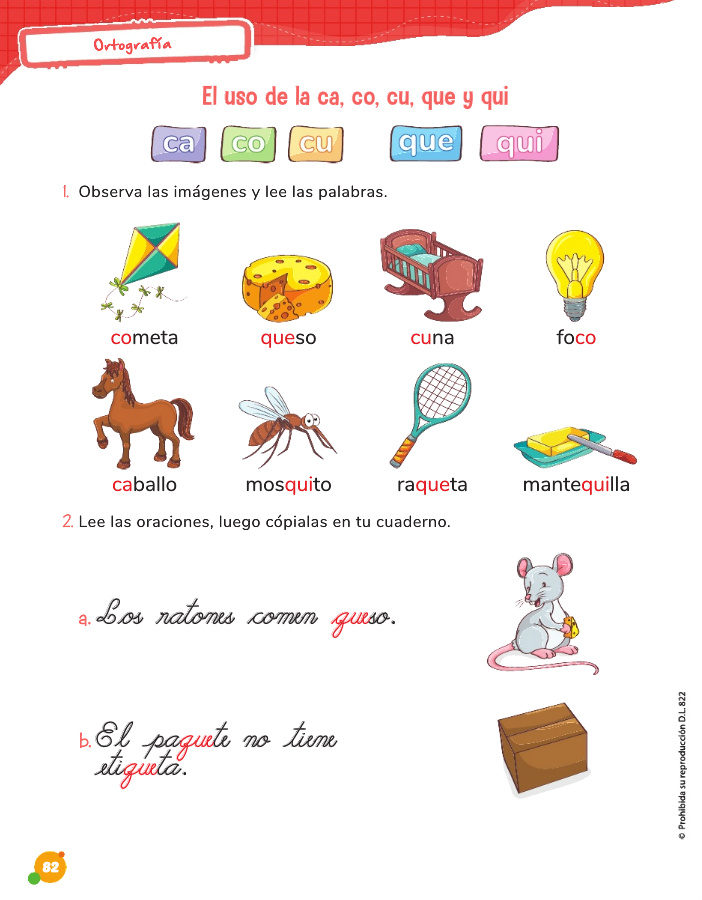 Ortografía
El uso de la ca, co, cu, que y qui
ca co cu que qui
1. Observa las imágenes y lee las palabras.
cometa queso cuna foco
caballo mosquito raqueta mantequilla
2. Lee las oraciones, luego cópialas en tu cuaderno.
a. Los ratones comen queso.
b. El paquete no tiene
etiqueta.
© Prohibida su reproducción D.L. 822
82